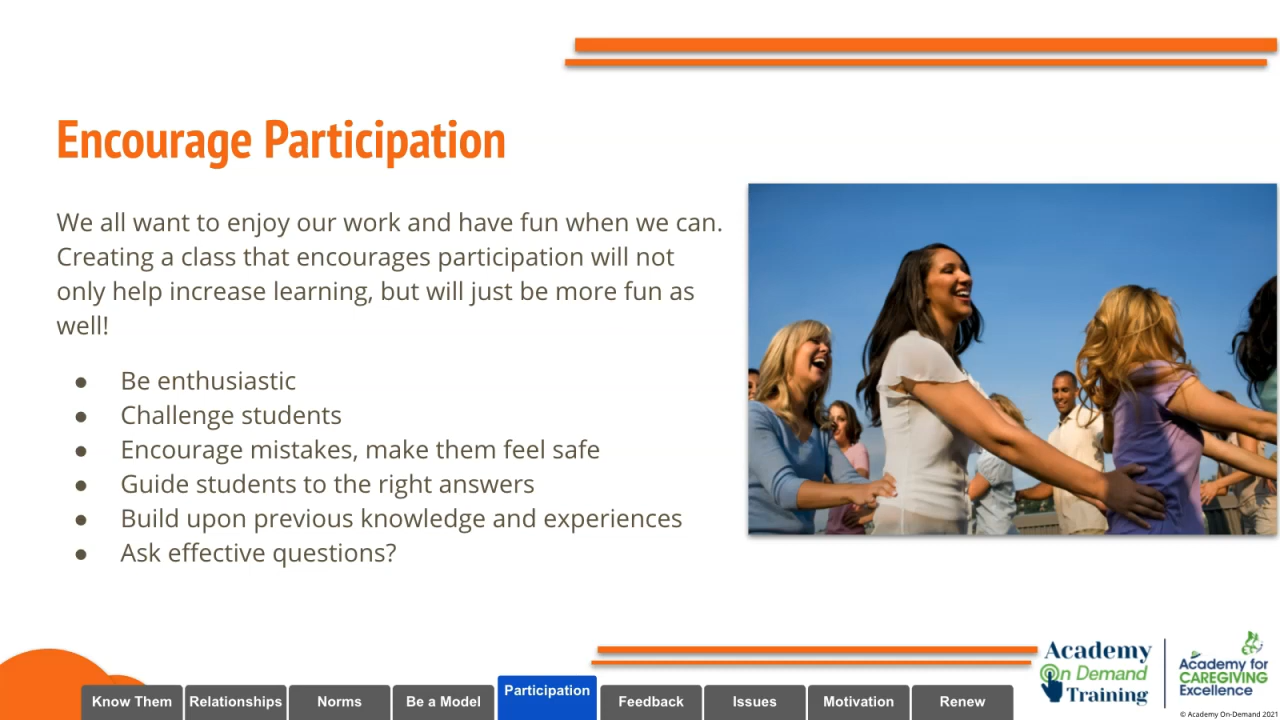 Encourage Participation
We all want to enjoy our work and have fun when we can.
Creating a class that encourages participation will not
only help increase learning, but will just be more fun as
well!
● Be enthusiastic
● Challenge students
● Encourage mistakes, make them feel safe
● Guide students to the right answers
● Build upon previous knowledge and experiences
● Ask effective questions?
Know Them
Relationships
Norms
Be a Model
Participation
Feedback
Issues
Motivation
Renew
Academy
On Demand
Training
Academy for
CAREGIVING
Excellence
© Academy On-Demand 2021